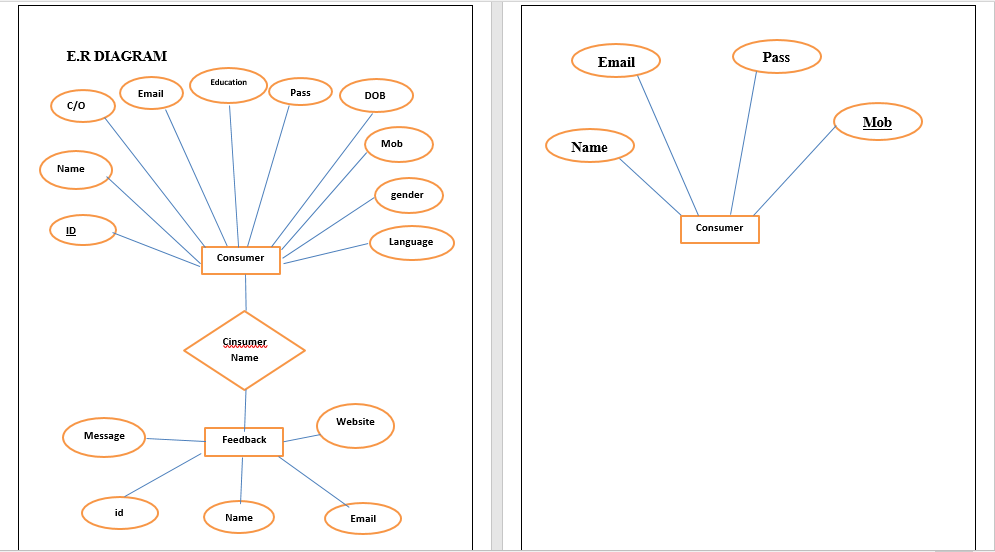 E.R DIAGRAM
C/O
Email
Education
Pass
DOB
Mob
Name
gender
ID
Language
Consumer
Cinsumer
Name
Message
Feedback
Website
id
Name
Email
Email
Pass
Mob
Name
Consumer